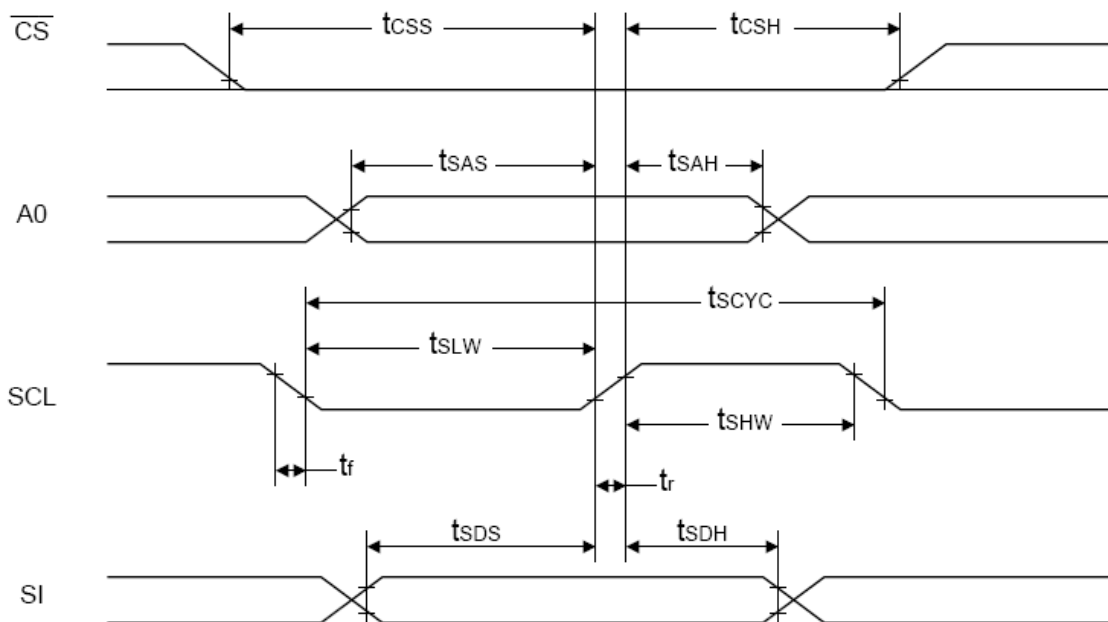 CS
tCSS
tCSH
tSAS
tSAH
A0
tSCYC
tSLW
SCL
tSHW
tf
tr
tSDS
tSDH
SI